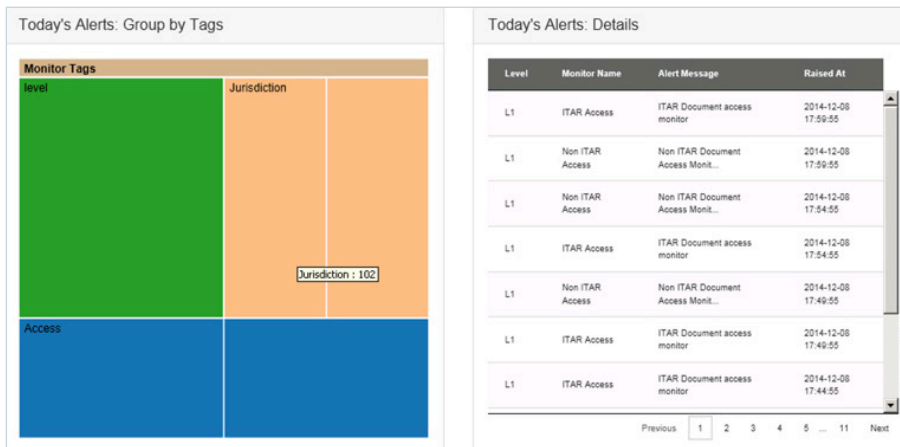 Today's Alerts: Group by Tags
Monitor Tags
level
Jurisdiction
Jurisdiction : 102
Access
Today's Alerts: Details
Level Monitor Name Alert Message Raised At
L1 ITAR Access ITAR Document access monitor 2014-12-08 17:59:55
L1 Non ITAR Access Non ITAR Document Access Monit... 2014-12-08 17:59:55
L1 Non ITAR Access Non ITAR Document Access Monit... 2014-12-08 17:54:55
L1 ITAR Access ITAR Document access monitor 2014-12-08 17:54:55
L1 Non ITAR Access Non ITAR Document Access Monit... 2014-12-08 17:49:55
L1 ITAR Access ITAR Document access monitor 2014-12-08 17:49:55
L1 ITAR Access ITAR Document access monitor 2014-12-08 17:44:55
Previous 1 2 3 4 5 ... 11 Next